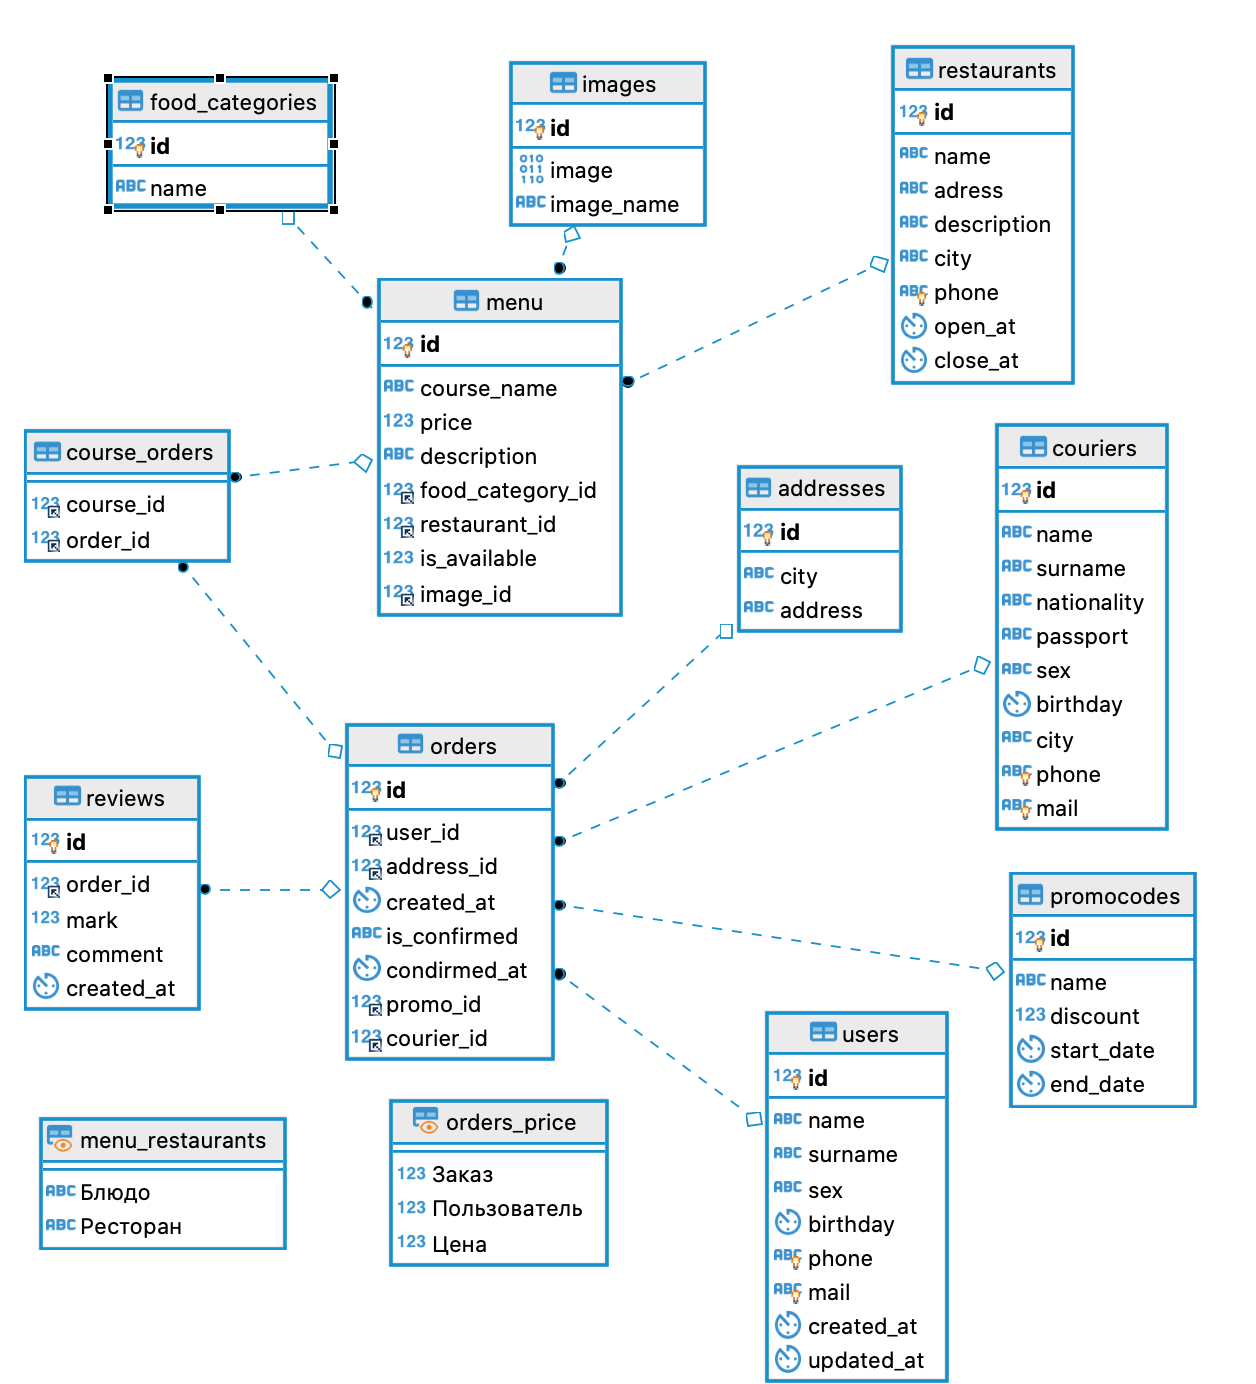 food_categories
123 id
ABC name
images
123 id
010 011 110 image
ABC image_name
restaurants
123 id
ABC name
ABC adress
ABC description
ABC city
ABC phone
open_at
close_at
menu
123 id
ABC course_name
123 price
ABC description
123 food_category_id
123 restaurant_id
123 is_available
123 image_id
course_orders
123 course_id
123 order_id
addresses
123 id
ABC city
ABC address
couriers
123 id
ABC name
ABC surname
ABC nationality
ABC passport
ABC sex
birthday
ABC city
ABC phone
ABC mail
orders
123 id
123 user_id
123 address_id
created_at
ABC is_confirmed
condirmed_at
123 promo_id
123 courier_id
reviews
123 id
123 order_id
123 mark
ABC comment
created_at
promocodes
123 id
ABC name
123 discount
start_date
end_date
users
123 id
ABC name
ABC surname
ABC sex
birthday
ABC phone
ABC mail
created_at
updated_at
menu_restaurants
ABC Блюдо
ABC Ресторан
orders_price
123 Заказ
123 Пользователь
123 Цена